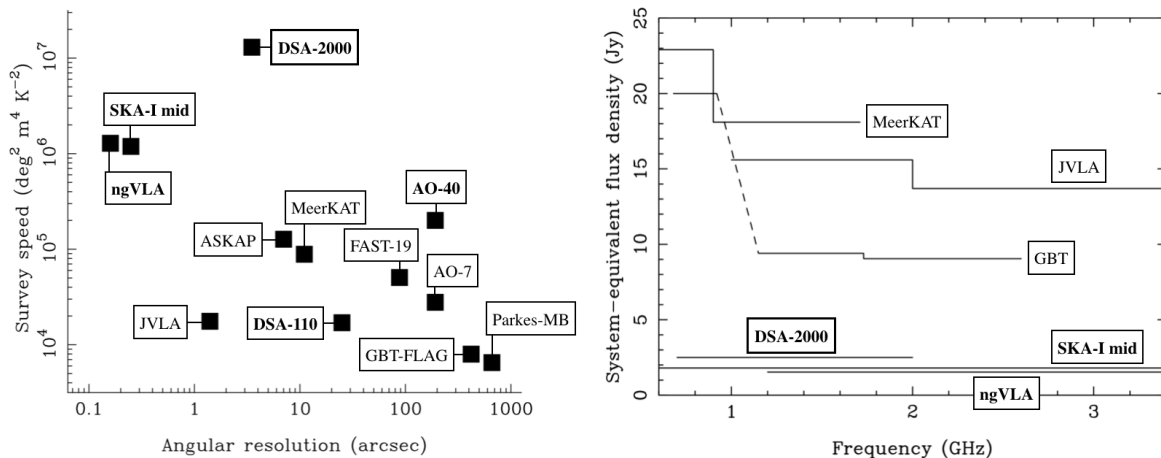 Survey speed (deg² m⁴ K⁻²)
10⁷
10⁶
10⁵
10⁴
DSA-2000
SKA-I mid
ngVLA
AO-40
MeerKAT
ASKAP
FAST-19
AO-7
JVLA
DSA-110
Parkes-MB
GBT-FLAG
0.1 1 10 100 1000
Angular resolution (arcsec)
System-equivalent flux density (Jy)
25
20
15
10
5
0
MeerKAT
JVLA
GBT
DSA-2000
SKA-I mid
ngVLA
1 2 3
Frequency (GHz)